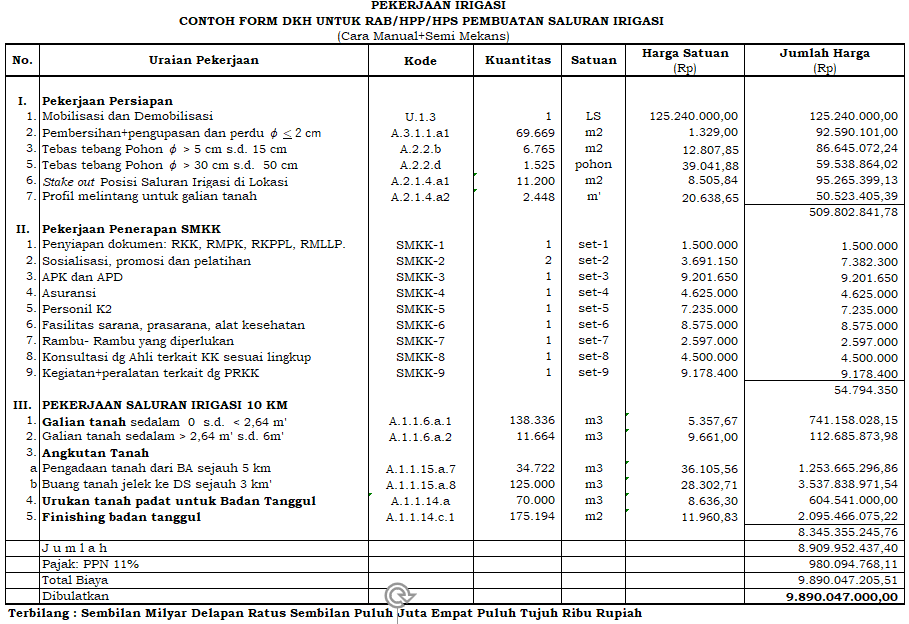 PEKERJAAN IRIGASI
CONTOH FORM DKH UNTUK RAB/HPP/HPS PEMBUATAN SALURAN IRIGASI
(Cara Manual+Semi Mekans)
No. Uraian Pekerjaan Kode Kuantitas Satuan Harga Satuan (Rp) Jumlah Harga (Rp)
I. Pekerjaan Persiapan
1. Mobilisasi dan Demobilisasi U.1.3 1 LS 125.240.000,00 125.240.000,00
2. Pembersihan+pengupasan dan perdu ϕ ≤ 2 cm A.3.1.1.a1 69.669 m2 1.329,00 92.590.101,00
3. Tebas tebang Pohon ϕ > 5 cm s.d. 15 cm A.2.2.b 6.765 m2 12.807,85 86.645.072,24
5. Tebas tebang Pohon ϕ > 30 cm s.d. 50 cm A.2.2.d 1.525 pohon 39.041,88 59.538.864,02
6. Stake out Posisi Saluran Irigasi di Lokasi A.2.1.4.a1 11.200 m2 8.505,84 95.265.399,13
7. Profil melintang untuk galian tanah A.2.1.4.a2 2.448 m' 20.638,65 50.523.405,39
509.802.841,78
II. Pekerjaan Penerapan SMKK
1. Penyiapan dokumen: RKK, RMPK, RKPPL, RMLLP. SMKK-1 1 set-1 1.500.000 1.500.000
2. Sosialisasi, promosi dan pelatihan SMKK-2 2 set-2 3.691.150 7.382.300
3. APK dan APD SMKK-3 1 set-3 9.201.650 9.201.650
4. Asuransi SMKK-4 1 set-4 4.625.000 4.625.000
5. Personil K2 SMKK-5 1 set-5 7.235.000 7.235.000
6. Fasilitas sarana, prasarana, alat kesehatan SMKK-6 1 set-6 8.575.000 8.575.000
7. Rambu- Rambu yang diperlukan SMKK-7 1 set-7 2.597.000 2.597.000
8. Konsultasi dg Ahli terkait KK sesuai lingkup SMKK-8 1 set-8 4.500.000 4.500.000
9. Kegiatan+peralatan terkait dg PRKK SMKK-9 1 set-9 9.178.400 9.178.400
54.794.350
III. PEKERJAAN SALURAN IRIGASI 10 KM
1. Galian tanah sedalam 0 s.d. < 2,64 m' A.1.1.6.a.1 138.336 m3 5.357,67 741.158.028,15
2. Galian tanah sedalam > 2,64 m' s.d. 6m' A.1.1.6.a.2 11.664 m3 9.661,00 112.685.873,98
3. Angkutan Tanah
a Pengadaan tanah dari BA sejauh 5 km A.1.1.15.a.7 34.722 m3 36.105,56 1.253.665.296,86
b Buang tanah jelek ke DS sejauh 3 km' A.1.1.15.a.8 125.000 m3 28.302,71 3.537.838.971,54
4. Urukan tanah padat untuk Badan Tanggul A.1.1.14.a 70.000 m3 8.636,30 604.541.000,00
5. Finishing badan tanggul A.1.1.14.c.1 175.194 m2 11.960,83 2.095.466.075,22
8.345.355.245,76
J u m l a h 8.909.952.437,40
Pajak: PPN 11% 980.094.768,11
Total Biaya 9.890.047.205,51
Dibulatkan 9.890.047.000,00
Terbilang : Sembilan Milyar Delapan Ratus Sembilan Puluh Juta Empat Puluh Tujuh Ribu Rupiah